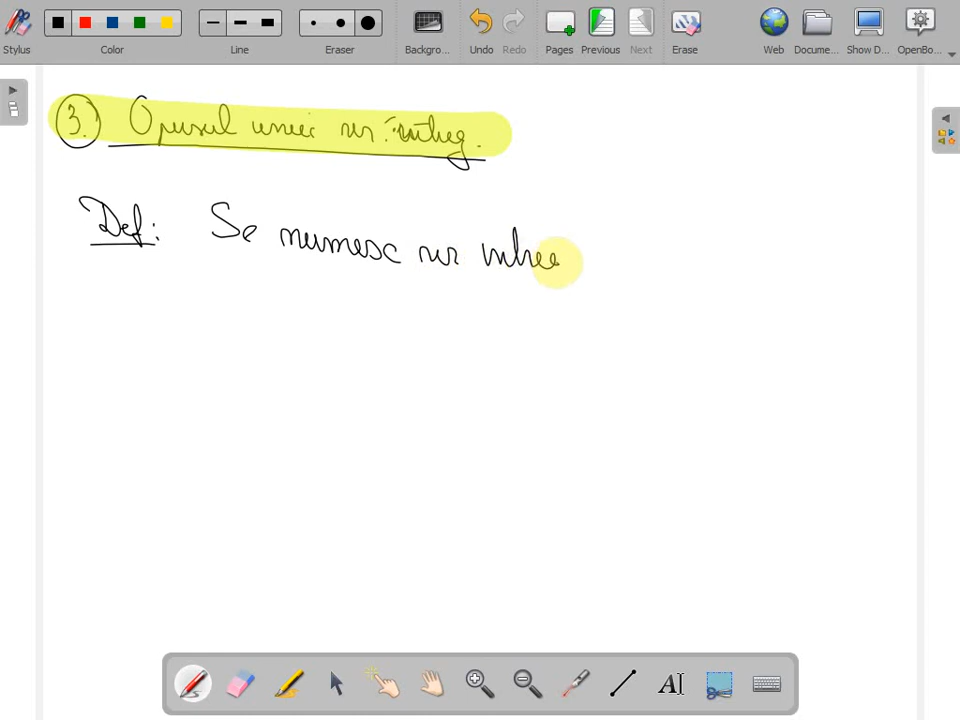 Stylus Color Line Eraser Backgro... Undo Redo Pages Previous Next Erase Web Docume... Show D... OpenBo...
3.) Opusul unui nr. întreg.
Def: Se numesc nr întree